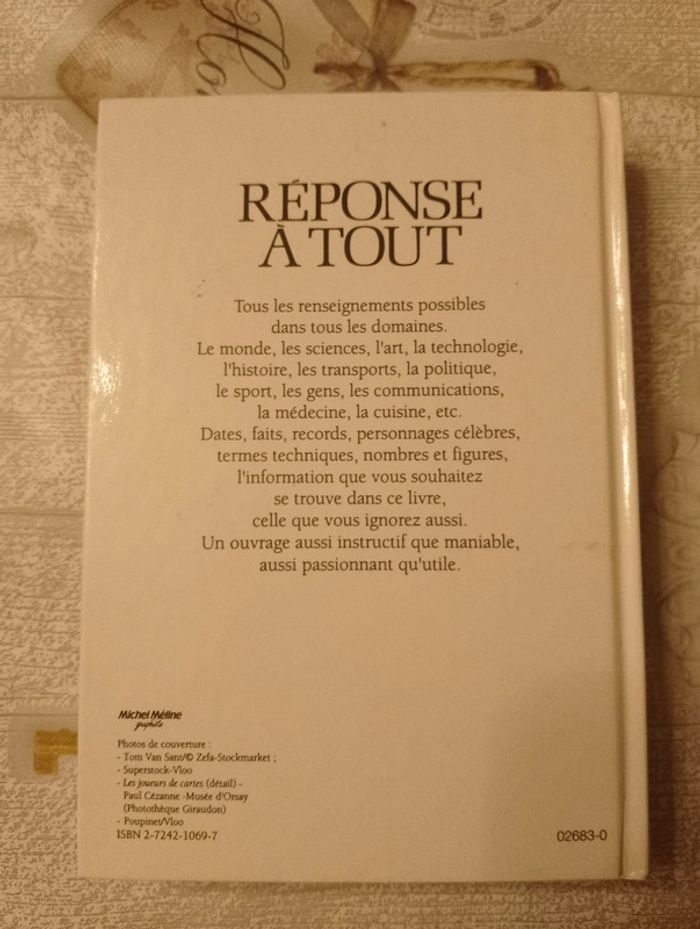 Ho
RÉPONSE
À TOUT
Tous les renseignements possibles
dans tous les domaines.
Le monde, les sciences, l'art, la technologie,
l'histoire, les transports, la politique,
le sport, les gens, les communications,
la médecine, la cuisine, etc.
Dates, faits, records, personnages célèbres,
termes techniques, nombres et figures,
l'information que vous souhaitez
se trouve dans ce livre,
celle que vous ignorez aussi.
Un ouvrage aussi instructif que maniable,
aussi passionnant qu'utile.
Michel Méline
graphiste
Photos de couverture :
- Tom Van Sant/© Zefa-Stockmarket ;
- Superstock-Vloo
- Les joueurs de cartes (détail) -
Paul Cézanne -Musée d'Orsay
(Photothèque Giraudon)
- Poupinet/Vloo
ISBN 2-7242-1069-7
02683-0